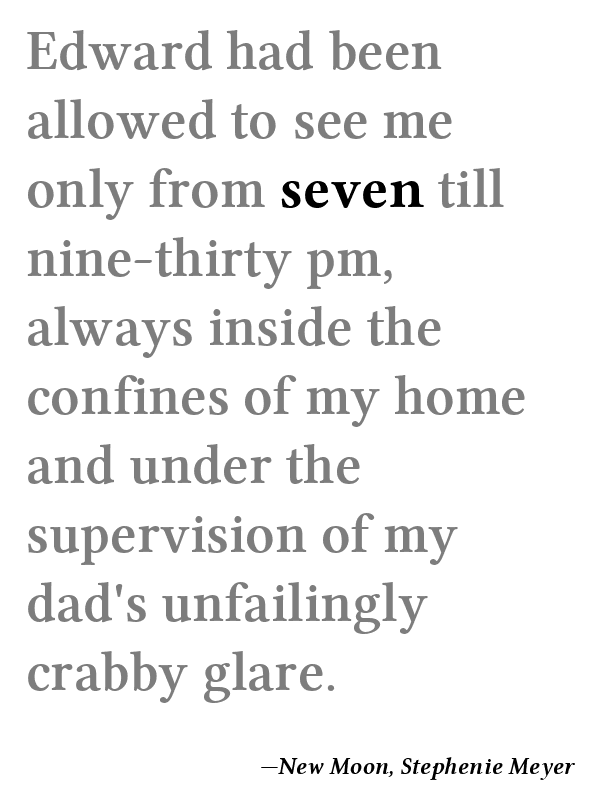 Edward had been
allowed to see me
only from seven till
nine-thirty pm,
always inside the
confines of my home
and under the
supervision of my
dad's unfailingly
crabby glare.
—New Moon, Stephenie Meyer